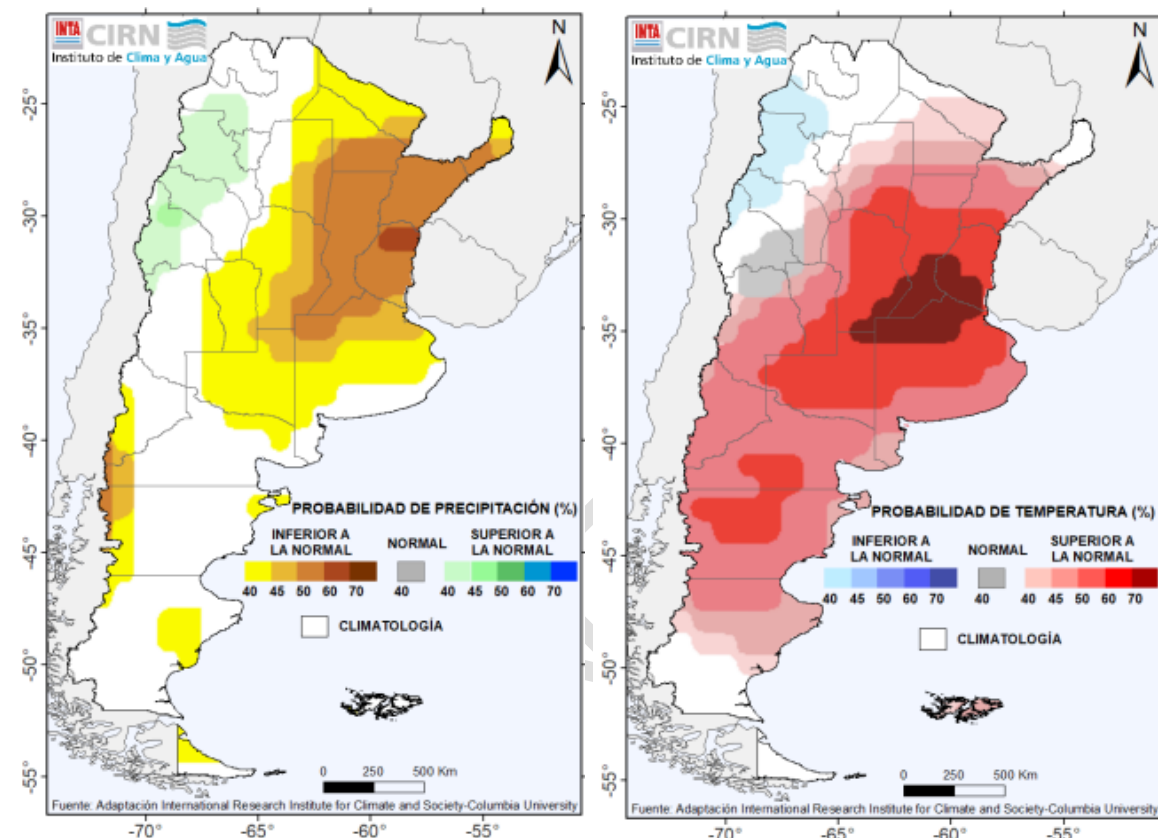 INTA CIRN
Instituto de Clima y Agua
N
-25°
-30°
-35°
-40°
-45°
-50°
-55°
PROBABILIDAD DE PRECIPITACIÓN (%)
INFERIOR A LA NORMAL
NORMAL
SUPERIOR A LA NORMAL
40 45 50 60 70
40
40 45 50 60 70
CLIMATOLOGÍA
0 250 500 Km
Fuente: Adaptación International Research Institute for Climate and Society-Columbia University
-70° -65° -60° -55°
INTA CIRN
Instituto de Clima y Agua
N
-25°
-30°
-35°
-40°
-45°
-50°
-55°
PROBABILIDAD DE TEMPERATURA (%)
INFERIOR A LA NORMAL
NORMAL
SUPERIOR A LA NORMAL
40 45 50 60 70
40
40 45 50 60 70
CLIMATOLOGÍA
0 250 500 Km
Fuente: Adaptación International Research Institute for Climate and Society-Columbia University
-70° -65° -60° -55°